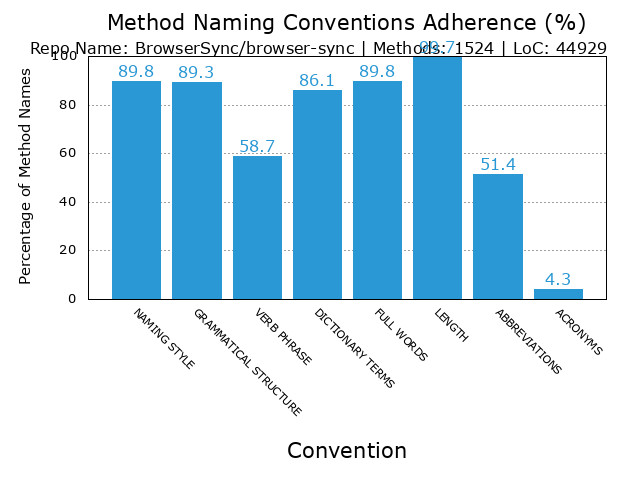 Method Naming Conventions Adherence (%)
Repo Name: BrowserSync/browser-sync | Methods: 1524 | LoC: 44929
99.7
100
89.8
89.3
58.7
86.1
89.8
51.4
4.3
80
60
40
20
0
Percentage of Method Names
NAMING STYLE
GRAMMATICAL STRUCTURE
VERB PHRASE
DICTIONARY TERMS
FULL WORDS
LENGTH
ABBREVIATIONS
ACRONYMS
Convention